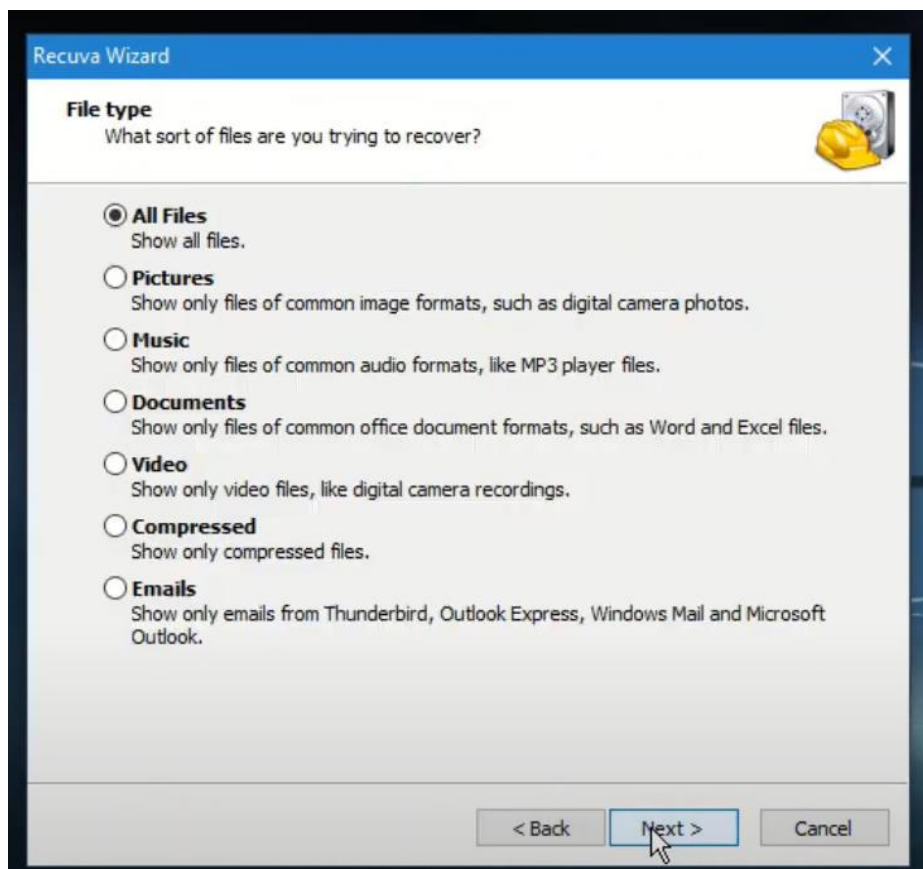 Recuva Wizard
File type
What sort of files are you trying to recover?
All Files
Show all files.
Pictures
Show only files of common image formats, such as digital camera photos.
Music
Show only files of common audio formats, like MP3 player files.
Documents
Show only files of common office document formats, such as Word and Excel files.
Video
Show only video files, like digital camera recordings.
Compressed
Show only compressed files.
Emails
Show only emails from Thunderbird, Outlook Express, Windows Mail and Microsoft
Outlook.
< Back
Next >
Cancel